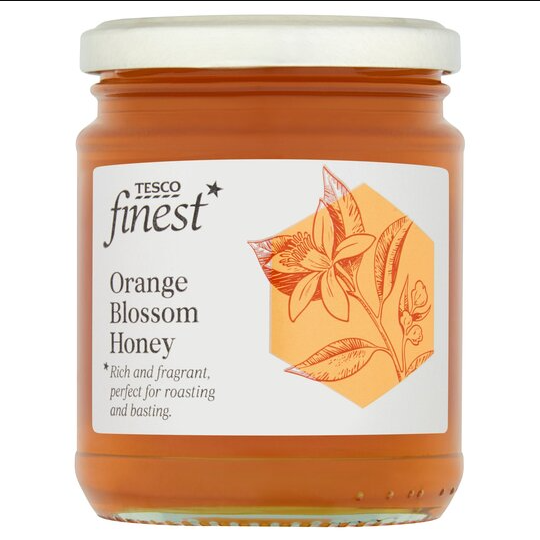 TESCO
finest*
Orange
Blossom
Honey
*Rich and fragrant,
perfect for roasting
and basting.